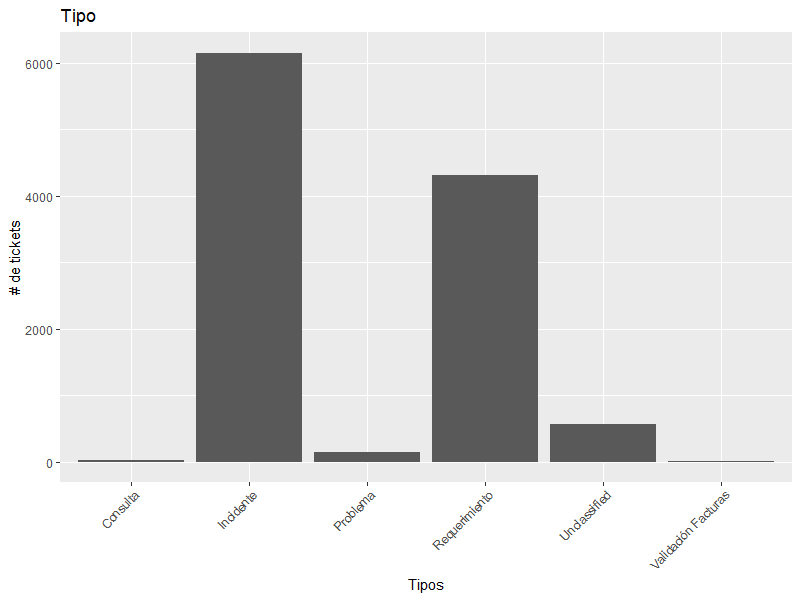 Tipo
# de tickets
6000
4000
2000
0
Consulta
Incidente
Problema
Requerimiento
Unclassified
Validación Facturas
Tipos